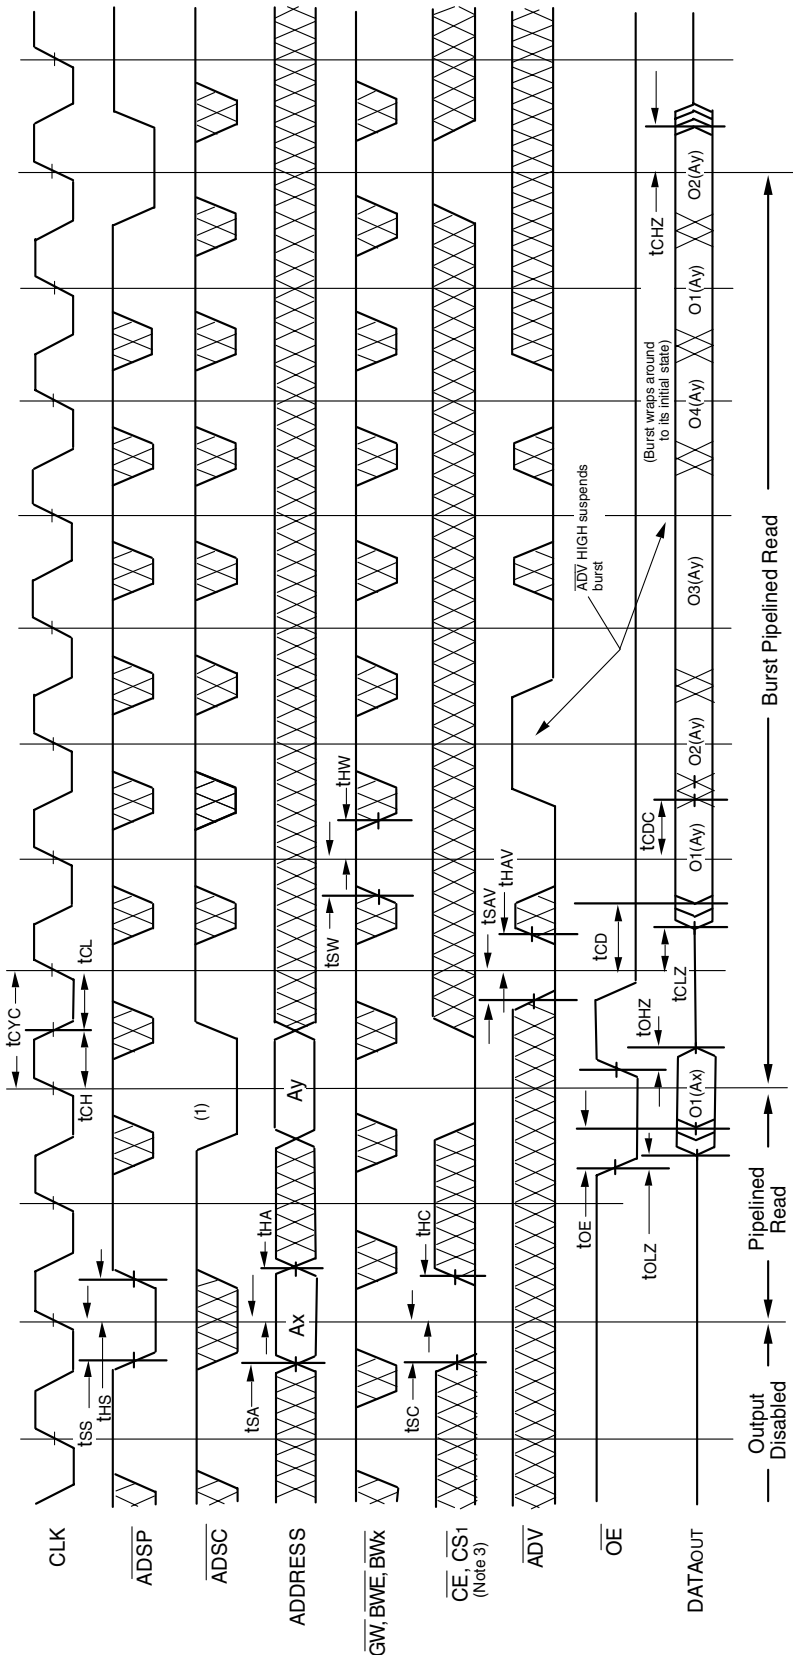 CLK
tCYC
tCH
tCL
ADSP
tSS
tHS
ADSC
(1)
ADDRESS
tSA
tHA
Ax
Ay
GW, BWE, BWx
tSW
tHW
CE, CS1
(Note 3)
tSC
tHC
ADV
tSAV
tHAV
ADV HIGH suspends
burst
OE
tOE
tOHZ
tCD
tOLZ
tCLZ
tCDC
(Burst wraps around
to its initial state)
tCHZ
DATAOUT
O1(Ax)
O1(Ay)
O2(Ay)
O3(Ay)
O4(Ay)
O1(Ay)
O2(Ay)
Output
Disabled
Pipelined
Read
Burst Pipelined Read